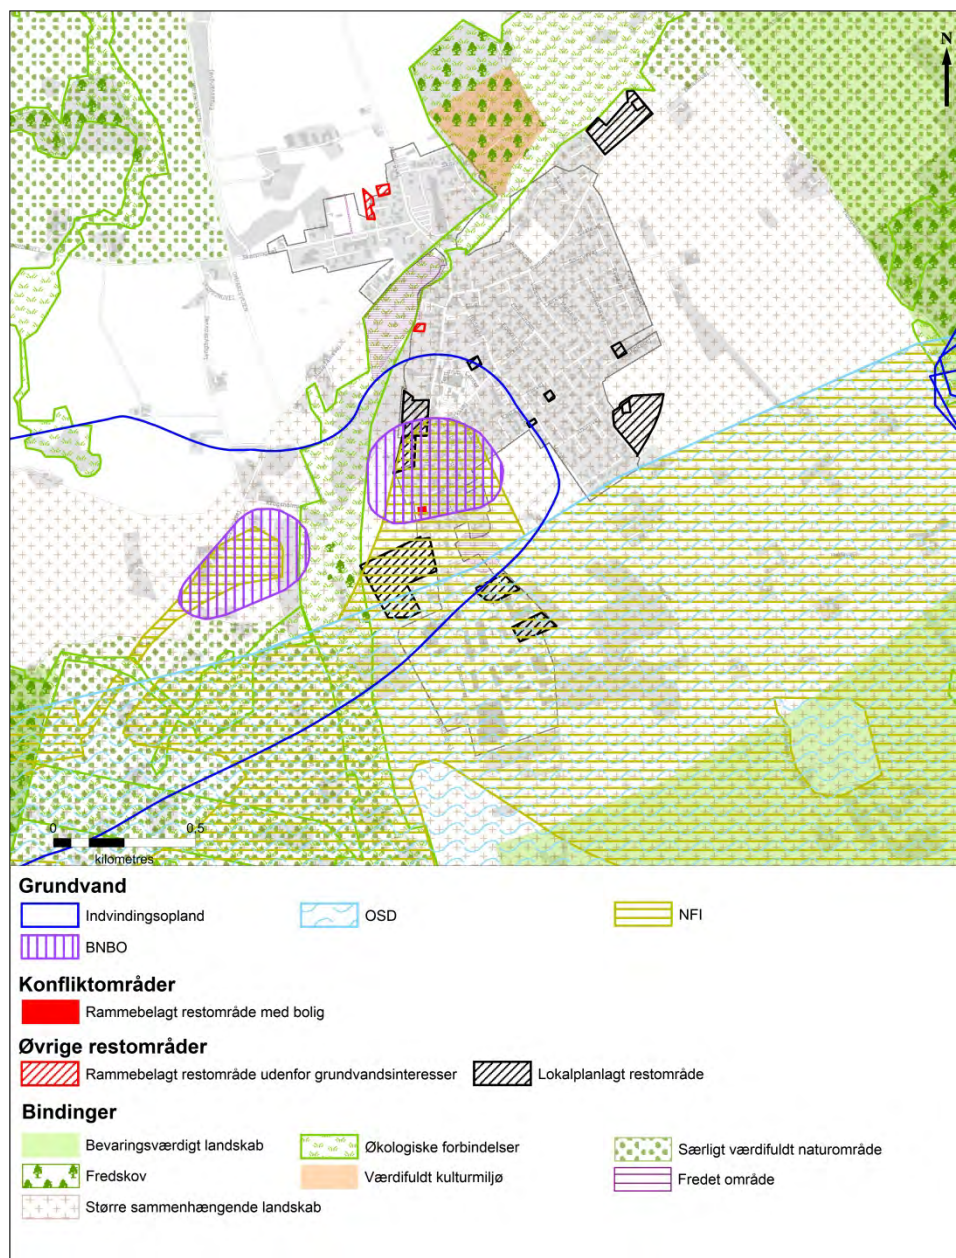 N
0
0,5
kilometres
Grundvand
Indvindingsopland
OSD
NFI
BNBO
Konfliktområder
Rammebelagt restområde med bolig
Øvrige restområder
Rammebelagt restområde udenfor grundvandsinteresser
Lokalplanlagt restområde
Bindinger
Bevaringsværdigt landskab
Økologiske forbindelser
Særligt værdifuldt naturområde
Fredskov
Værdifuldt kulturmiljø
Fredet område
Større sammenhængende landskab